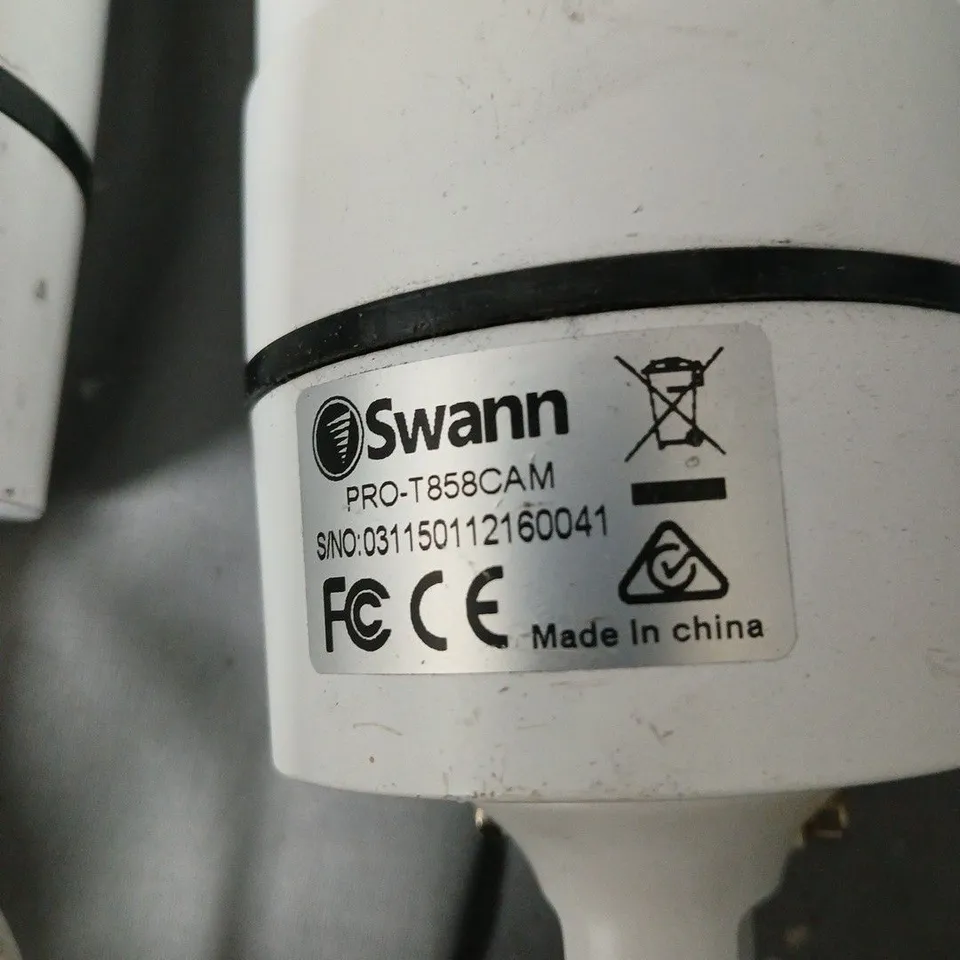 Swann
PRO-T858CAM
S/NO:031150112160041
FC CE
Made In china